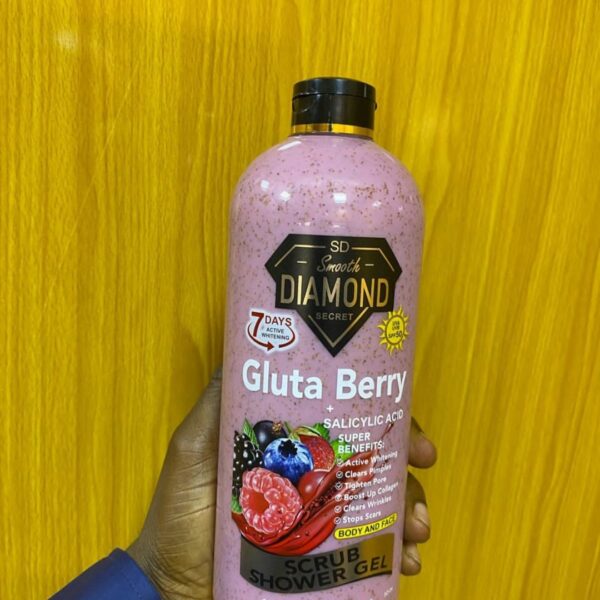 SD
Smooth
DIAMOND
SECRET
7 DAYS
ACTIVE
WHITENING
SPF50
Gluta Berry
+
SALICYLIC ACID
SUPER
BENEFITS:
Active Whitening
Clears Pimples
Tighten Pore
Boost Up Collagen
Clears Wrinkles
Stops Scars
BODY AND FACE
SCRUB
SHOWER GEL